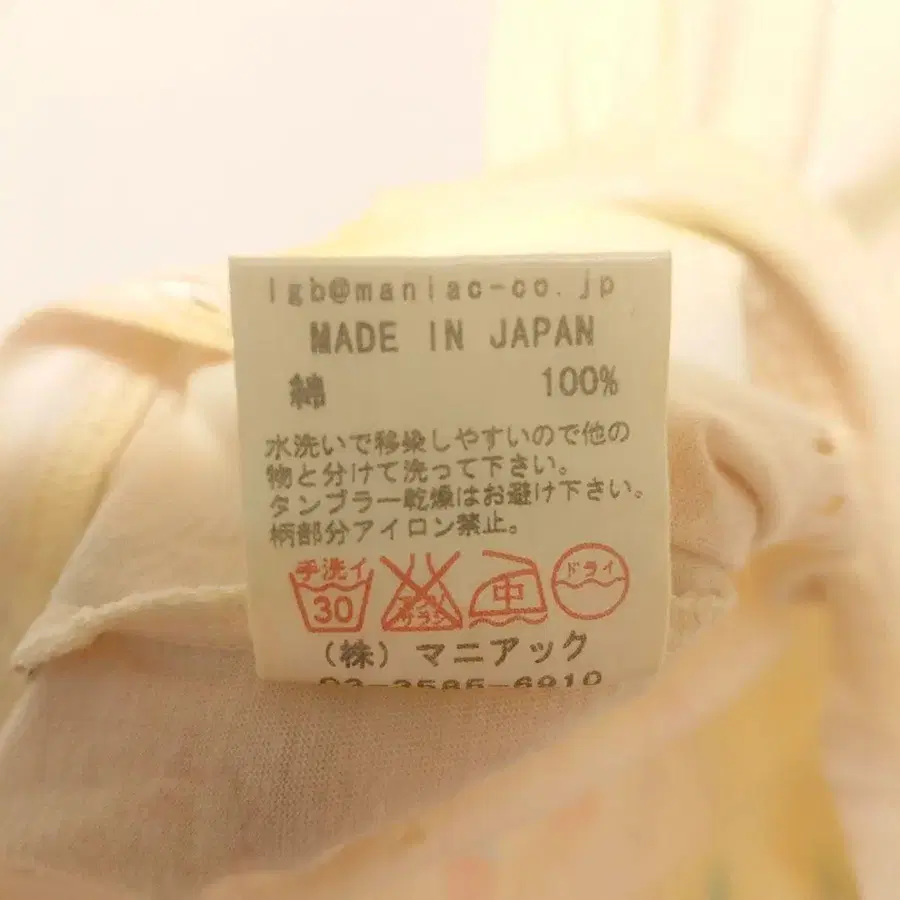 lgb@maniac-co.jp
MADE IN JAPAN
綿 100%
水洗いで移染しやすいので他の
物と分けて洗って下さい。
タンブラー乾燥はお避け下さい。
柄部分アイロン禁止。
手洗イ 30 中 ドライ
(株) マニアック
03-3585-6910